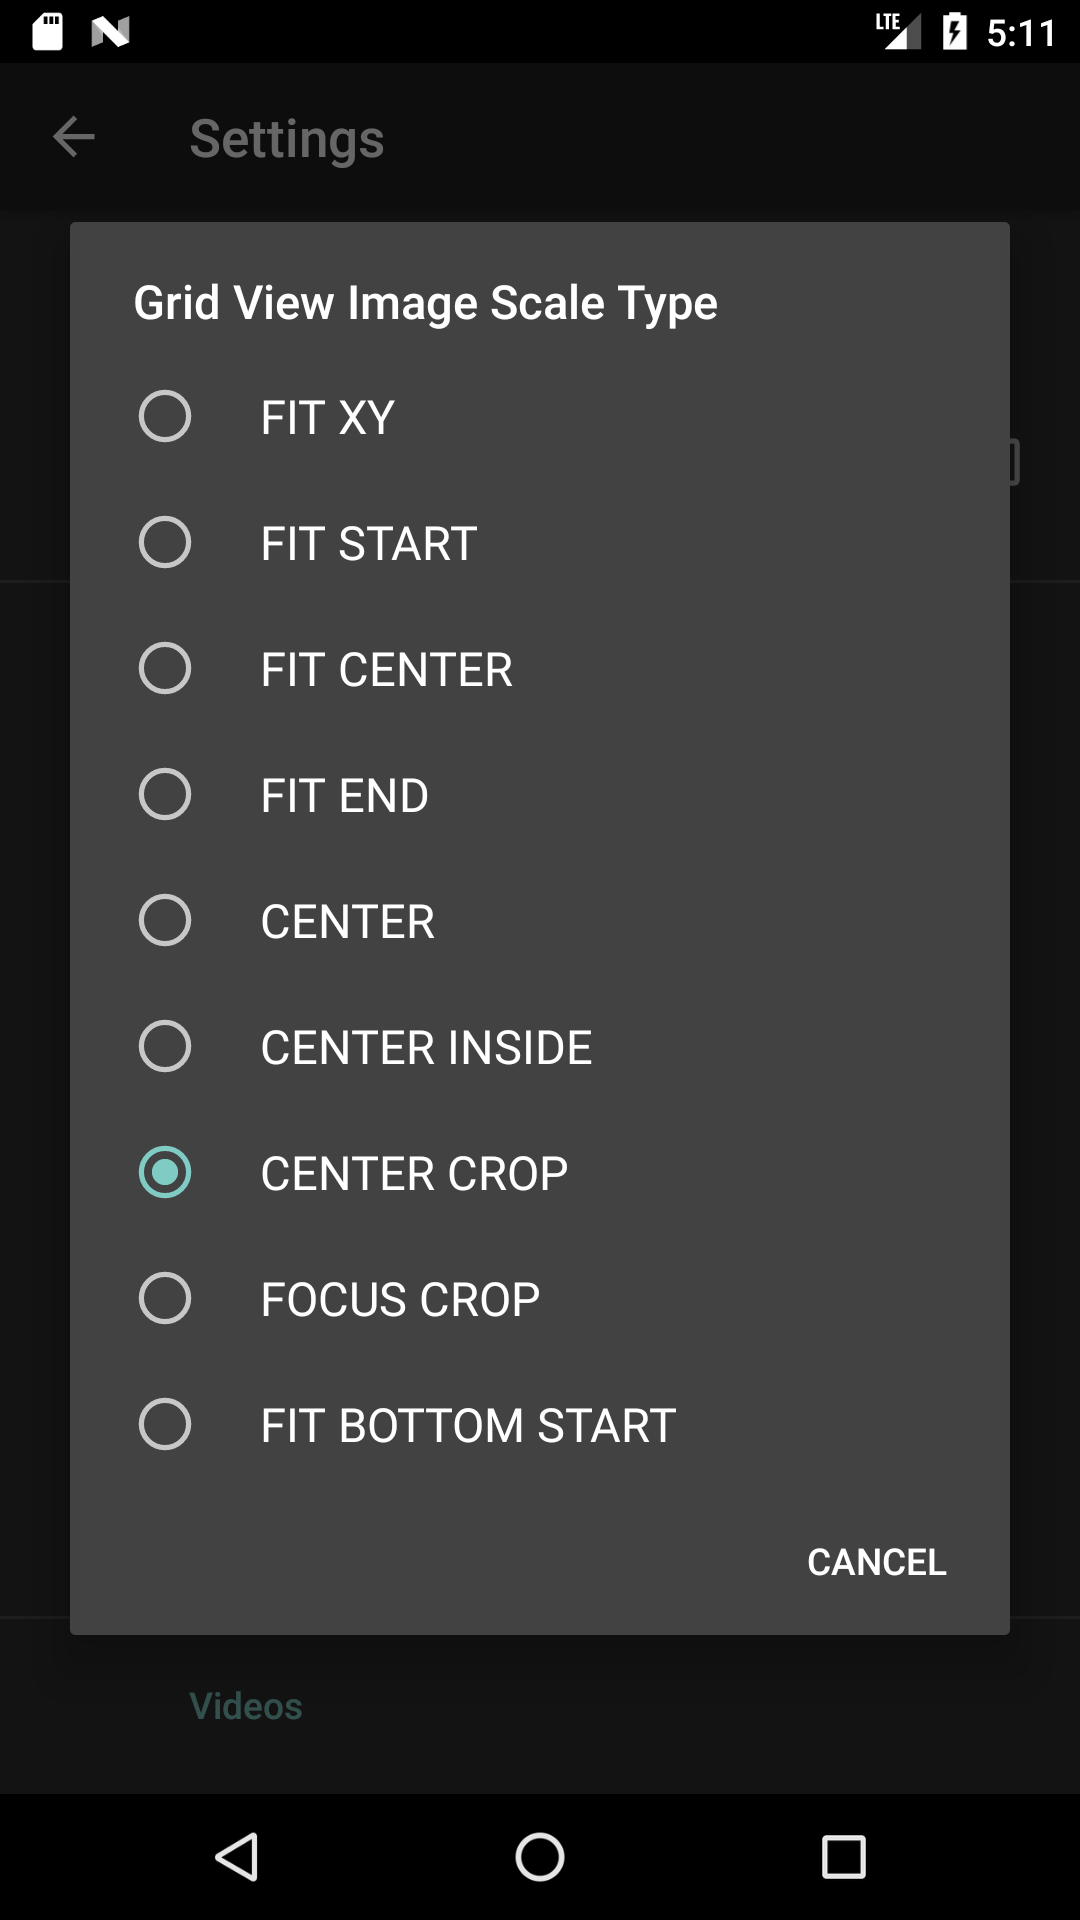 LTE 5:11
Settings
Grid View Image Scale Type
FIT XY
FIT START
FIT CENTER
FIT END
CENTER
CENTER INSIDE
CENTER CROP
FOCUS CROP
FIT BOTTOM START
CANCEL
Videos